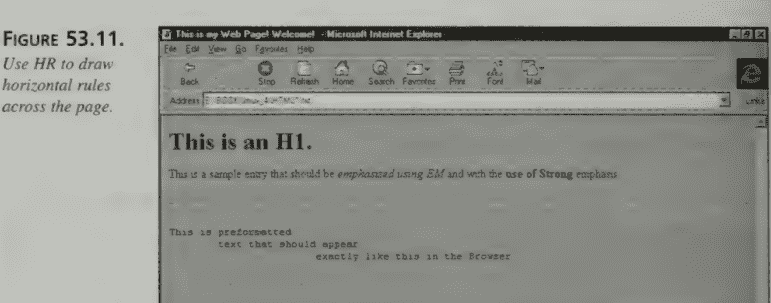 FIGURE 53.11.
Use HR to draw
horizontal rules
across the page.
This is my Web Page! Welcome! - Microsoft Internet Explorer
File Edit View Go Favorites Help
Back Stop Refresh Home Search Favorites Print Font Mail
Address
Links
This is an H1.
This is a sample entry that should be emphasized using EM and with the use of Strong emphasis
This is preformatted
text that should appear
exactly like this in the Browser